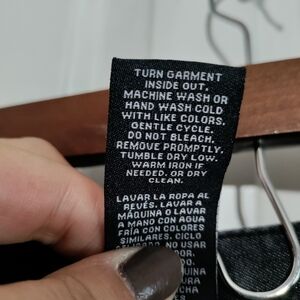 TURN GARMENT
INSIDE OUT.
MACHINE WASH OR
HAND WASH COLD
WITH LIKE COLORS.
GENTLE CYCLE.
DO NOT BLEACH.
REMOVE PROMPTLY.
TUMBLE DRY LOW.
WARM IRON IF
NEEDED. OR DRY
CLEAN.
LAVAR LA ROPA AL
REVÉS. LAVAR A
MÁQUINA O LAVAR
A MANO CON AGUA
FRÍA CON COLORES
SIMILARES. CICLO
NO USAR